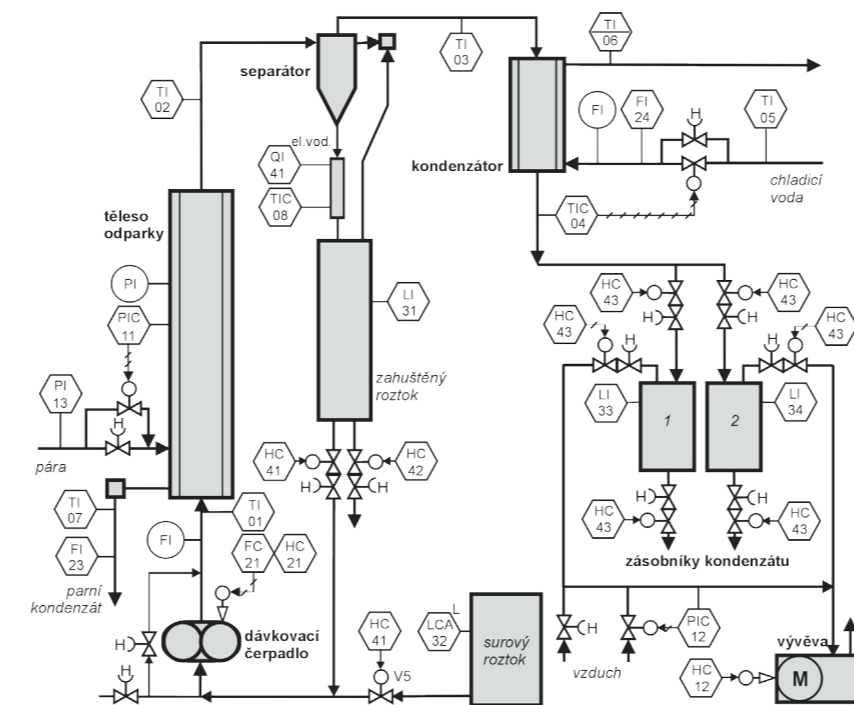 TI
06
TI
03
separátor
TI
02
el.vod.
QI
41
TIC
08
kondenzátor
FI
FI
24
H
TI
05
chladicí
voda
TIC
04
těleso
odparky
PI
PIC
11
PI
13
H
pára
LI
31
zahuštěný
roztok
HC
43
HC
43
H
H
HC
43
H
H
HC
43
LI
33
1
2
LI
34
HC
41
HC
42
H
H
H
H
HC
43
HC
43
zásobníky kondenzátu
TI
07
TI
01
FI
FI
23
FC
21
HC
21
parní
kondenzát
H
dávkovací
čerpadlo
H
HC
41
V5
L
LCA
32
surový
roztok
H
vzduch
PIC
12
HC
12
vývěva
M